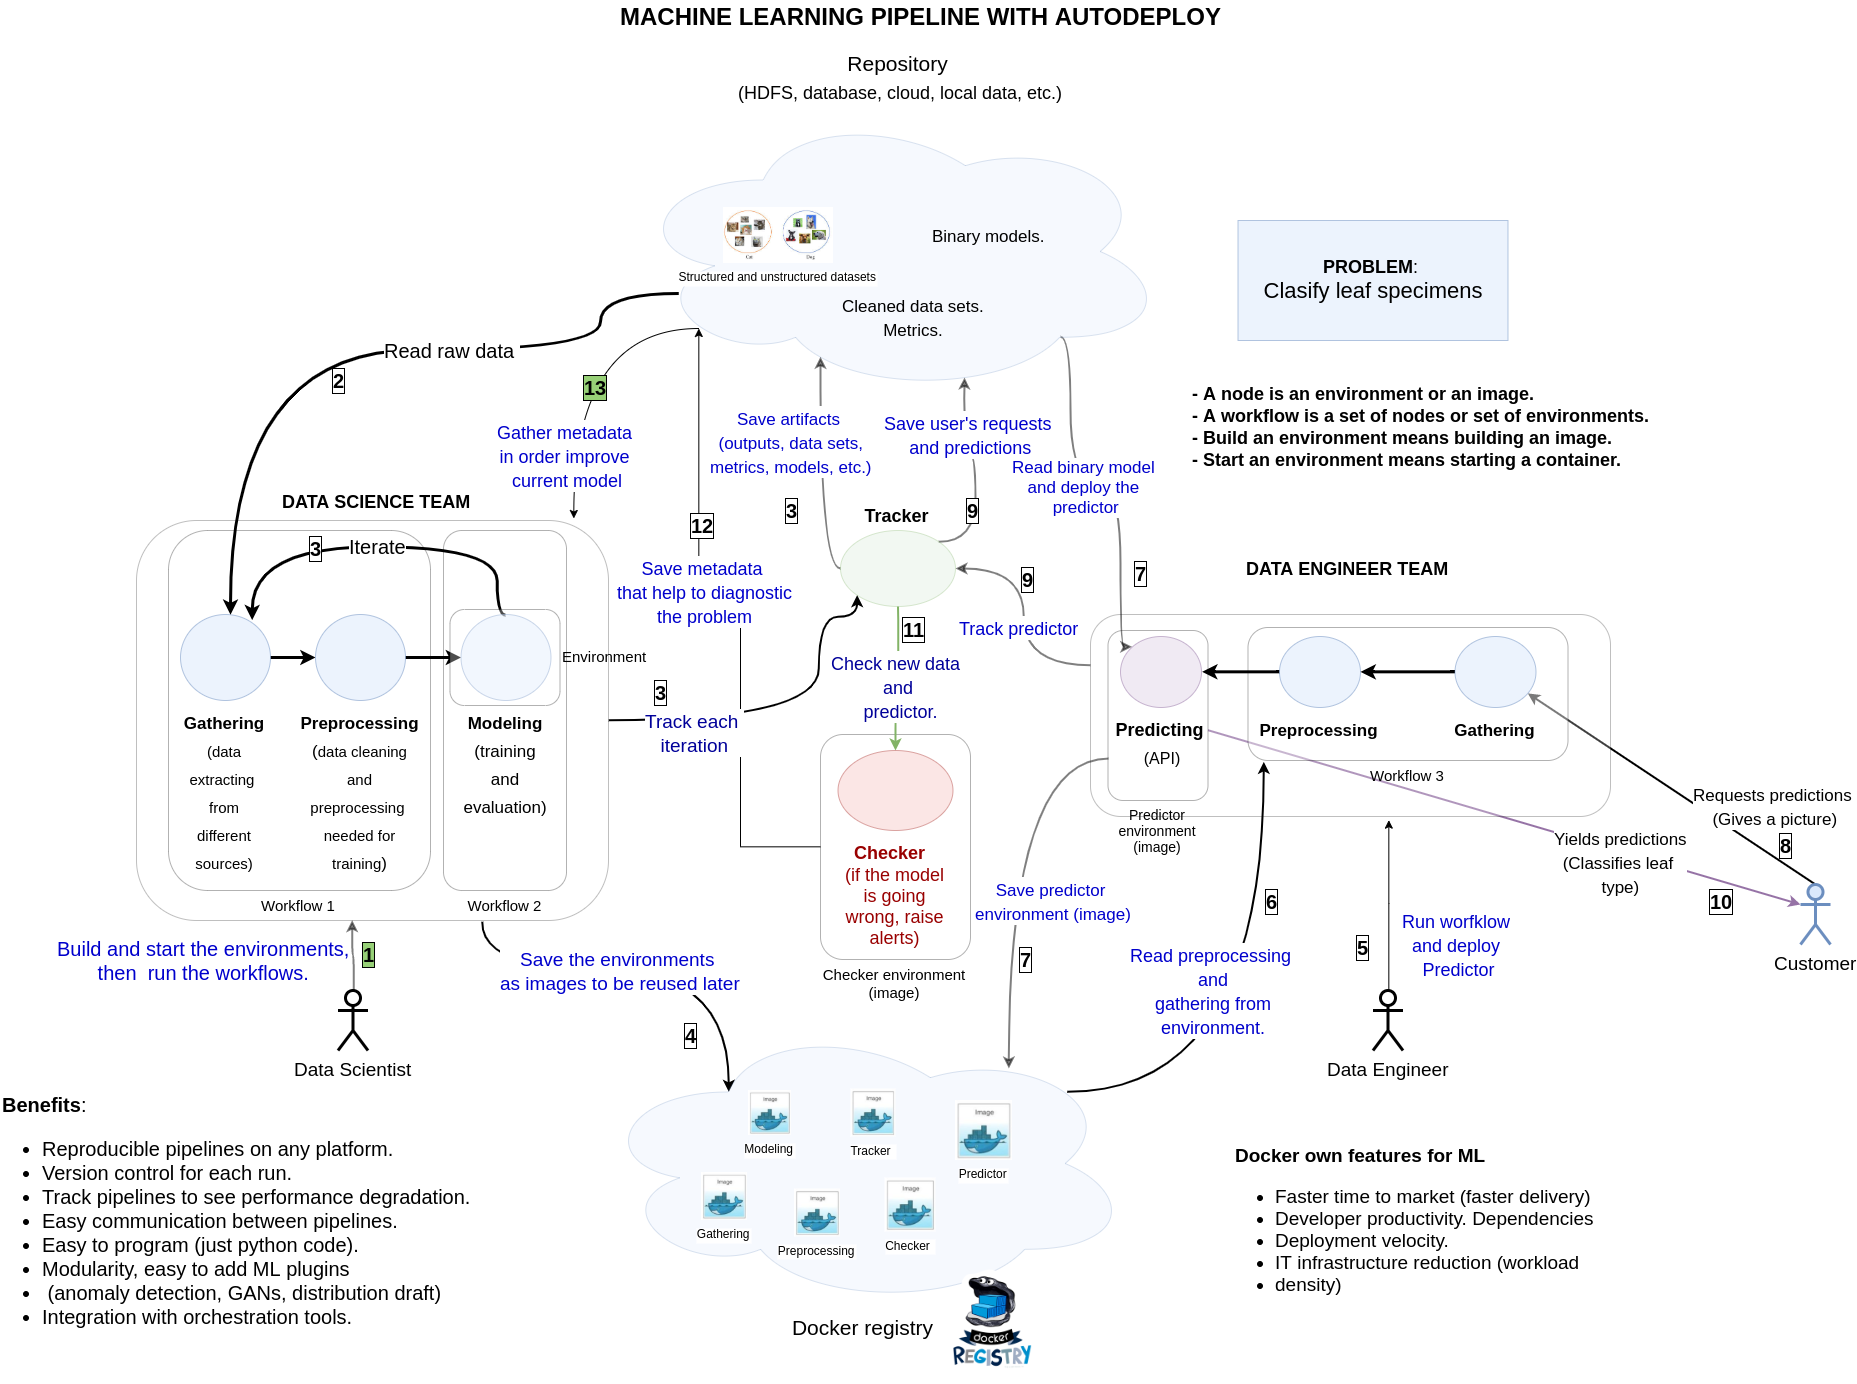 MACHINE LEARNING PIPELINE WITH AUTODEPLOY
Repository
(HDFS, database, cloud, local data, etc.)
Cat
Dog
Structured and unstructured datasets
Binary models.
Cleaned data sets.
Metrics.
PROBLEM:
Clasify leaf specimens
- A node is an environment or an image.
- A workflow is a set of nodes or set of environments.
- Build an environment means building an image.
- Start an environment means starting a container.
Read raw data
2
13
Gather metadata
in order improve
current model
12
Save metadata
that help to diagnostic
the problem
Save artifacts
(outputs, data sets,
metrics, models, etc.)
3
Save user's requests
and predictions
9
Read binary model
and deploy the
predictor
7
DATA SCIENCE TEAM
3
Iterate
Gathering
(data
extracting
from
different
sources)
Preprocessing
(data cleaning
and
preprocessing
needed for
training)
Modeling
(training
and
evaluation)
Environment
Workflow 1
Workflow 2
3
Track each
iteration
Tracker
9
Track predictor
11
Check new data
and
predictor.
Checker
(if the model
is going
wrong, raise
alerts)
Checker environment
(image)
DATA ENGINEER TEAM
Predicting
(API)
Preprocessing
Gathering
Workflow 3
Predictor
environment
(image)
Requests predictions
(Gives a picture)
8
Yields predictions
(Classifies leaf
type)
10
Customer
Build and start the environments,
then run the workflows.
1
Data Scientist
Save the environments
as images to be reused later
4
Save predictor
environment (image)
7
Read preprocessing
and
gathering from
environment.
6
5
Run worfklow
and deploy
Predictor
Data Engineer
Benefits:
• Reproducible pipelines on any platform.
• Version control for each run.
• Track pipelines to see performance degradation.
• Easy communication between pipelines.
• Easy to program (just python code).
• Modularity, easy to add ML plugins
• (anomaly detection, GANs, distribution draft)
• Integration with orchestration tools.
Image
Modeling
Image
Tracker
Image
Predictor
Image
Gathering
Image
Preprocessing
Image
Checker
Docker registry
docker
REGISTRY
Docker own features for ML
• Faster time to market (faster delivery)
• Developer productivity. Dependencies
• Deployment velocity.
• IT infrastructure reduction (workload
• density)